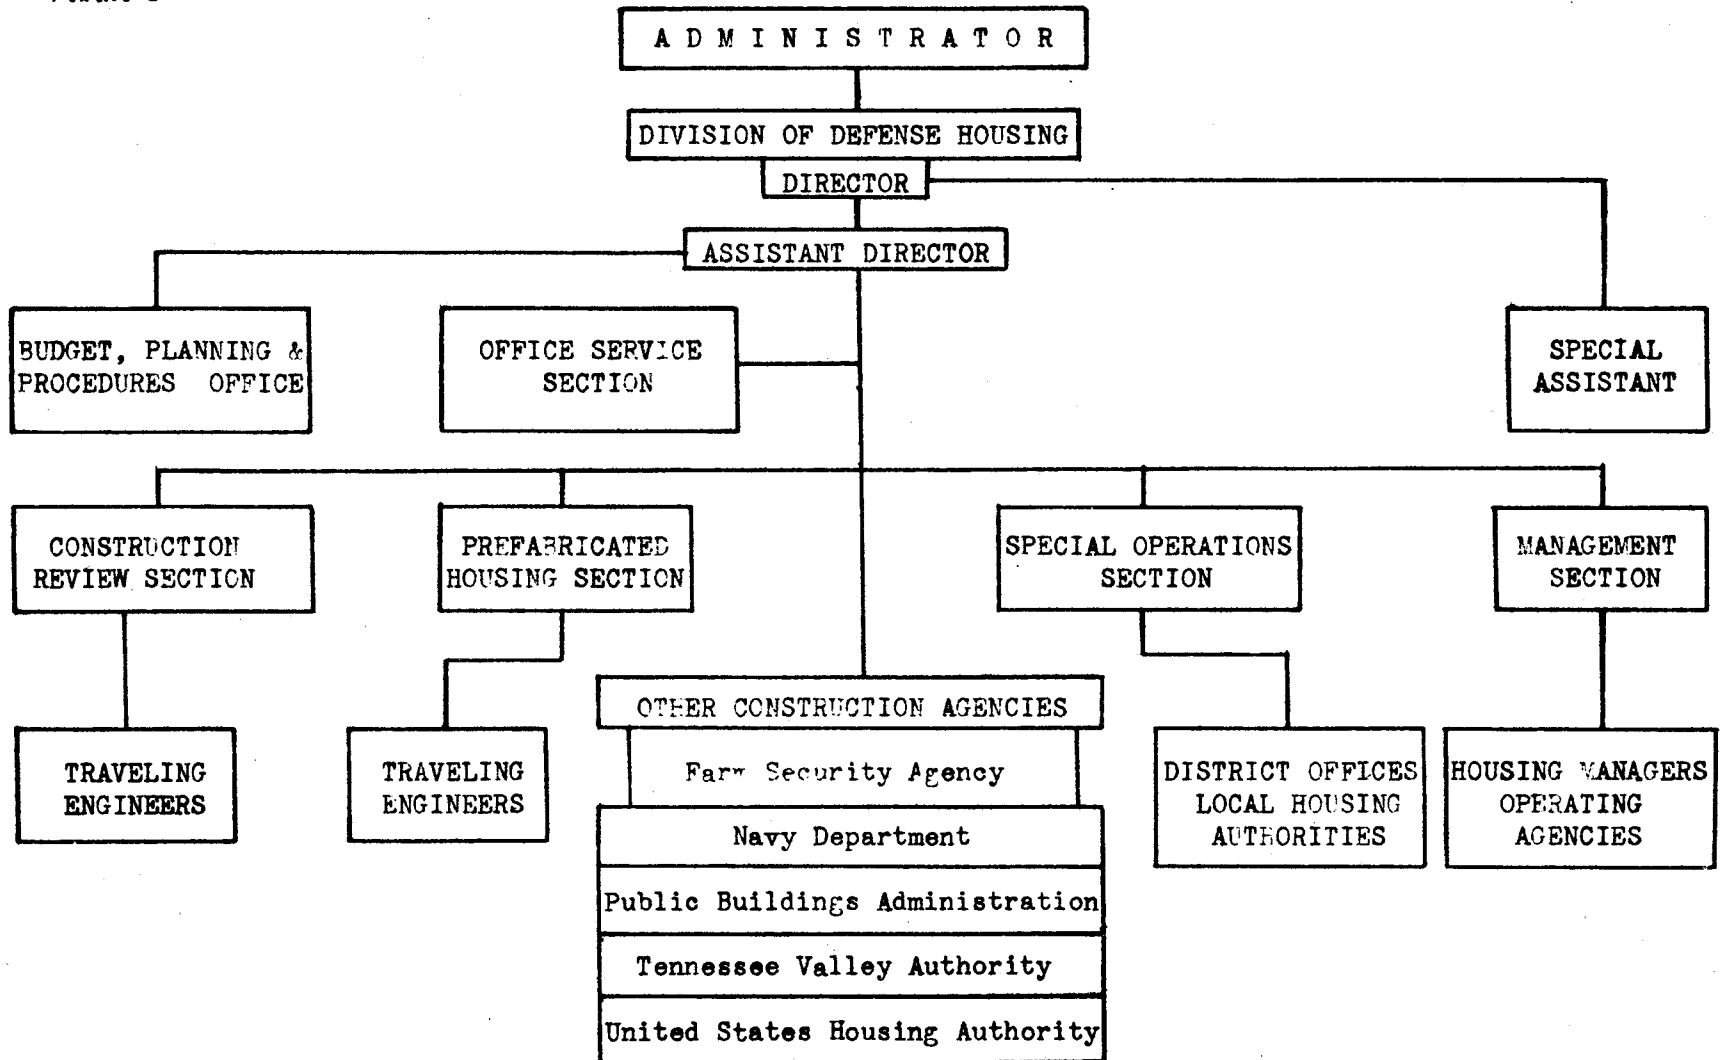 A D M I N I S T R A T O R
DIVISION OF DEFENSE HOUSING
DIRECTOR
ASSISTANT DIRECTOR
BUDGET, PLANNING &
PROCEDURES OFFICE
OFFICE SERVICE
SECTION
SPECIAL
ASSISTANT
CONSTRUCTION
REVIEW SECTION
PREFABRICATED
HOUSING SECTION
SPECIAL OPERATIONS
SECTION
MANAGEMENT
SECTION
OTHER CONSTRUCTION AGENCIES
TRAVELING
ENGINEERS
TRAVELING
ENGINEERS
Farm Security Agency
Navy Department
Public Buildings Administration
Tennessee Valley Authority
United States Housing Authority
DISTRICT OFFICES
LOCAL HOUSING
AUTHORITIES
HOUSING MANAGERS
OPERATING
AGENCIES